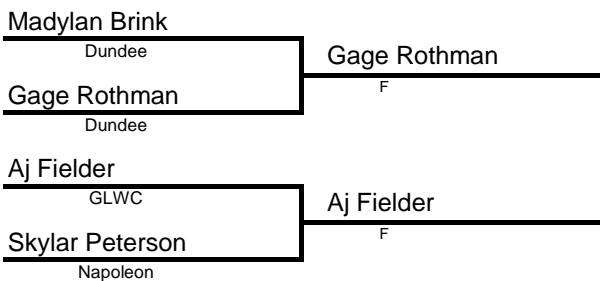 Madylan Brink
Dundee
Gage Rothman
F
Gage Rothman
Dundee
Aj Fielder
GLWC
Aj Fielder
F
Skylar Peterson
Napoleon